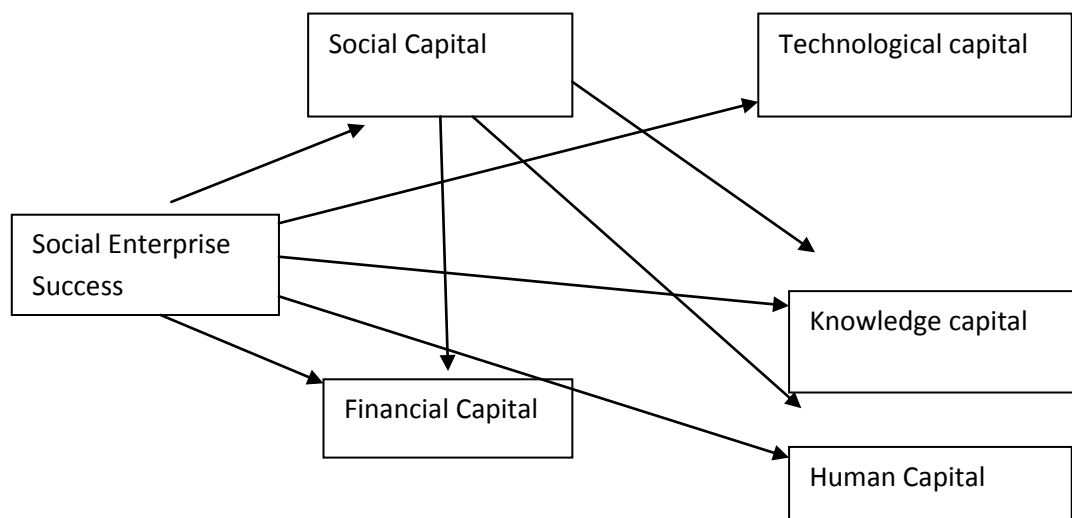 Social Capital
Technological capital
Social Enterprise
Success
Knowledge capital
Financial Capital
Human Capital